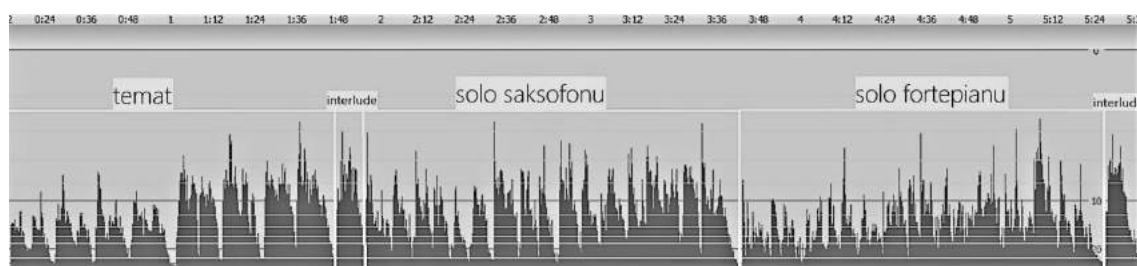 2 0:24 0:36 0:48 1 1:12 1:24 1:36 1:48 2 2:12 2:24 2:36 2:48 3 3:12 3:24 3:36 3:48 4 4:12 4:24 4:36 4:48 5 5:12 5:24
0
temat
interlude
solo saksofonu
solo fortepianu
interlud
10